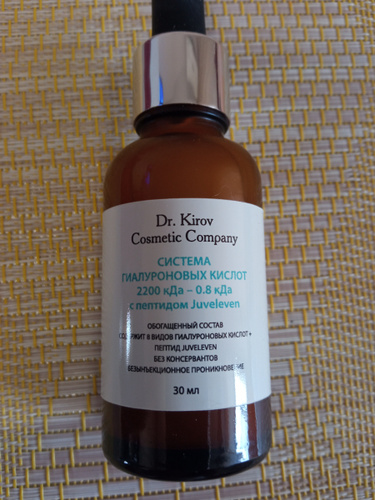 Dr. Kirov
Cosmetic Company
СИСТЕМА
ГИАЛУРОНОВЫХ КИСЛОТ
2200 кДа – 0.8 кДа
с пептидом Juveleven
ОБОГАЩЕННЫЙ СОСТАВ
СОДЕРЖИТ 8 ВИДОВ ГИАЛУРОНОВЫХ КИСЛОТ +
ПЕПТИД JUVELEVEN
БЕЗ КОНСЕРВАНТОВ
БЕЗЫНЪЕКЦИОННОЕ ПРОНИКНОВЕНИЕ
30 мл